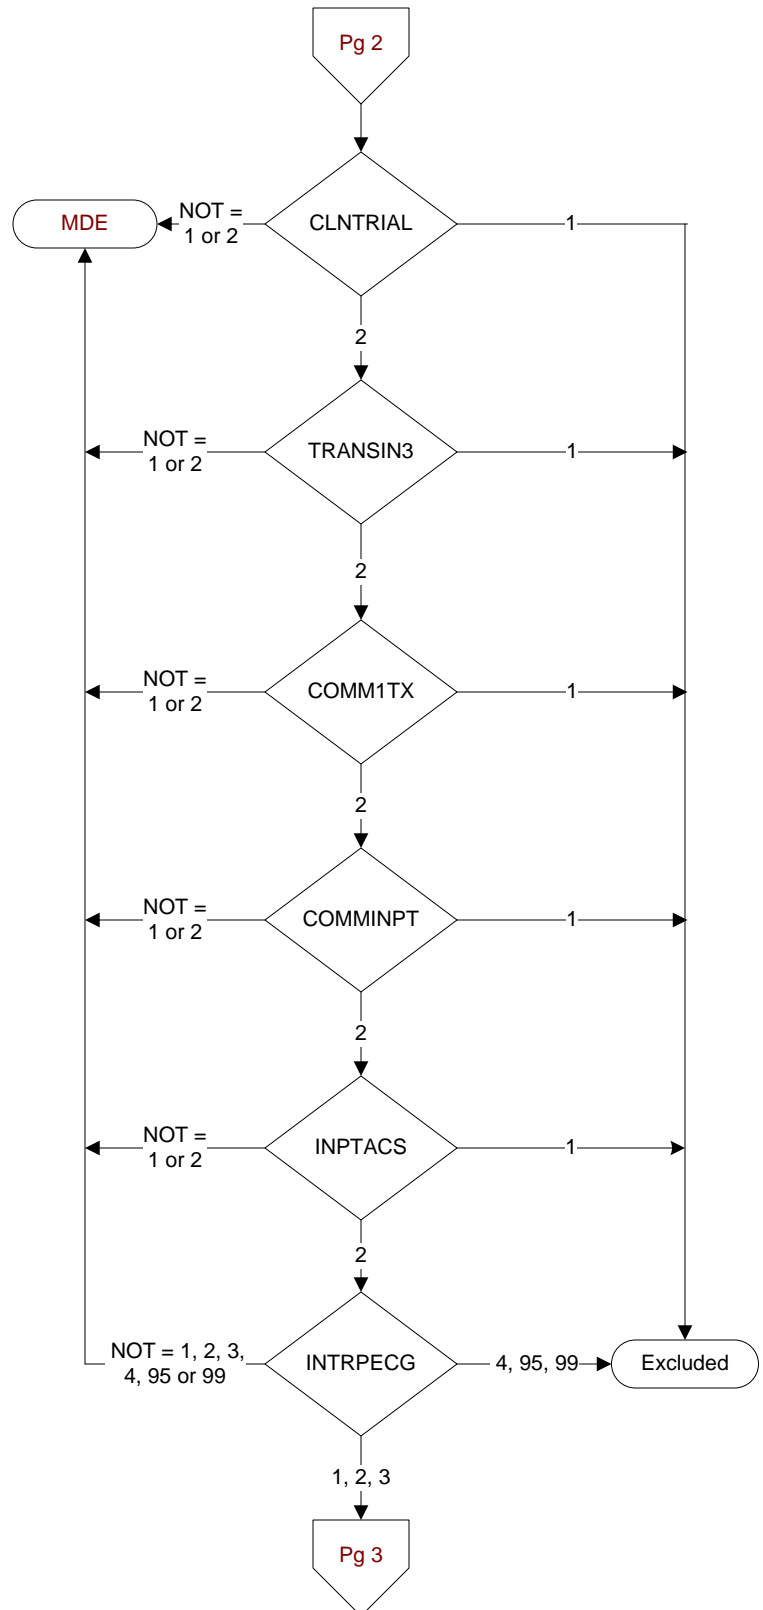 Pg 2
MDE
NOT =
1 or 2
CLNTRIAL
1
2
NOT =
1 or 2
TRANSIN3
1
2
NOT =
1 or 2
COMM1TX
1
2
NOT =
1 or 2
COMMINPT
1
2
NOT =
1 or 2
INPTACS
1
2
NOT = 1, 2, 3,
4, 95 or 99
INTRPECG
4, 95, 99
Excluded
1, 2, 3
Pg 3